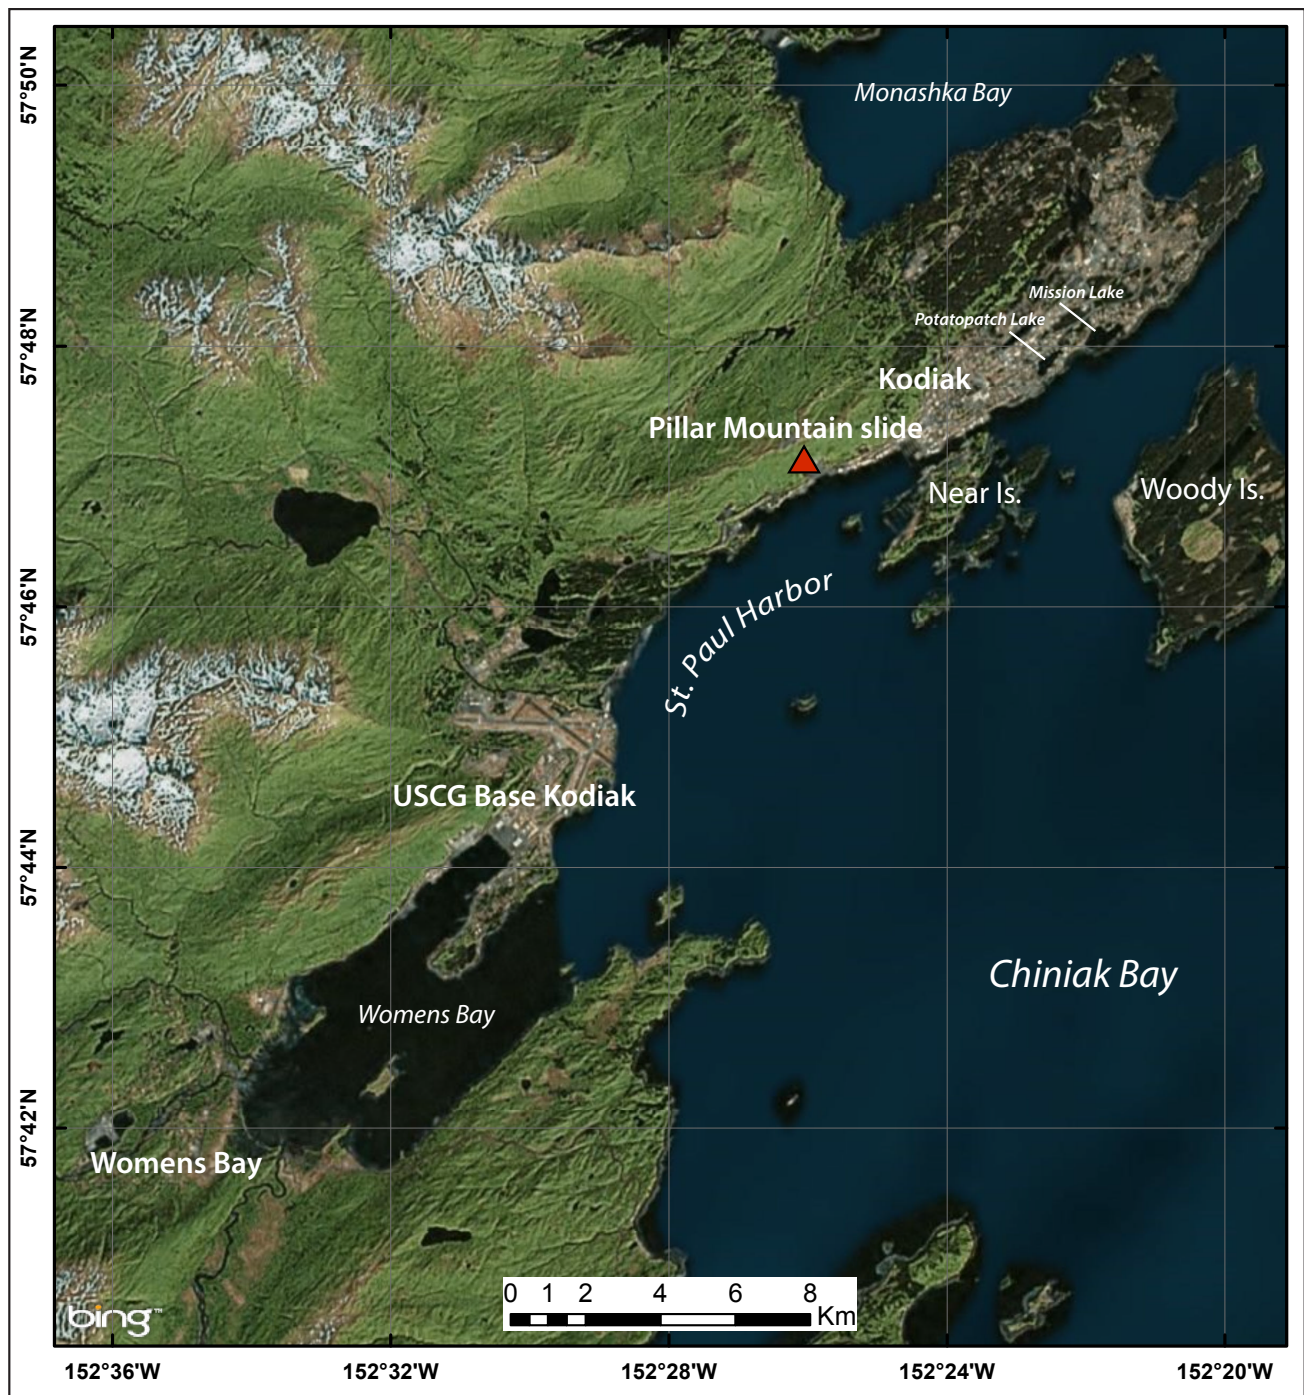 57°50'N
Monashka Bay
Mission Lake
Potatopatch Lake
57°48'N
Kodiak
Pillar Mountain slide
Near Is.
Woody Is.
57°46'N
St. Paul Harbor
USCG Base Kodiak
57°44'N
Chiniak Bay
Womens Bay
57°42'N
Womens Bay
0 1 2 4 6 8
Km
bing™
152°36'W 152°32'W 152°28'W 152°24'W 152°20'W